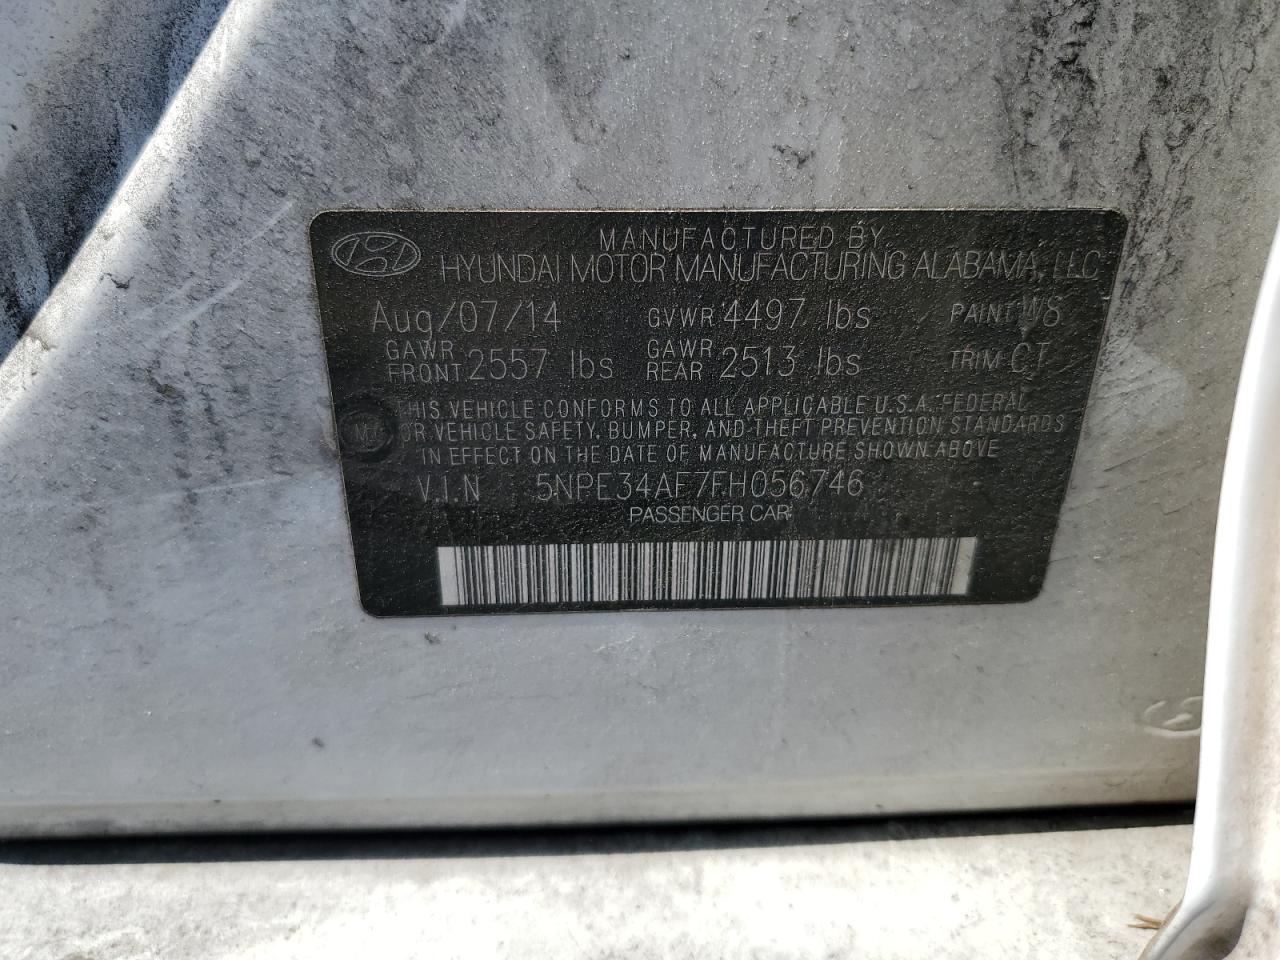 MANUFACTURED BY
HYUNDAI MOTOR MANUFACTURING ALABAMA, LLC
Aug/07/14 GVWR 4497 lbs PAINT W8
GAWR FRONT 2557 lbs GAWR REAR 2513 lbs TRIM CT
THIS VEHICLE CONFORMS TO ALL APPLICABLE U.S.A. FEDERAL
OR VEHICLE SAFETY, BUMPER, AND THEFT PREVENTION STANDARDS
IN EFFECT ON THE DATE OF MANUFACTURE SHOWN ABOVE
V.I.N 5NPE34AF7FH056746
PASSENGER CAR